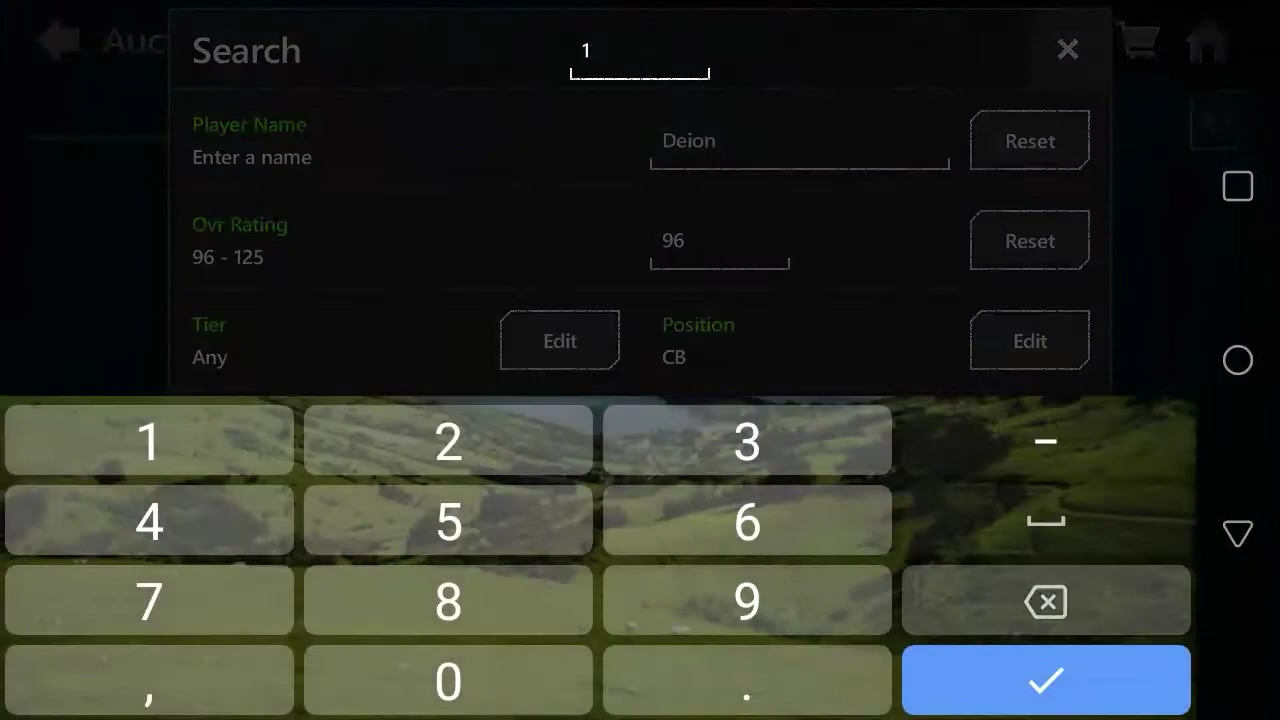 Auc
Search
1
Player Name
Enter a name
Deion
Reset
Ovr Rating
96 - 125
96
Reset
Tier
Any
Edit
Position
CB
Edit
1 2 3 -
4 5 6
7 8 9
, 0 .